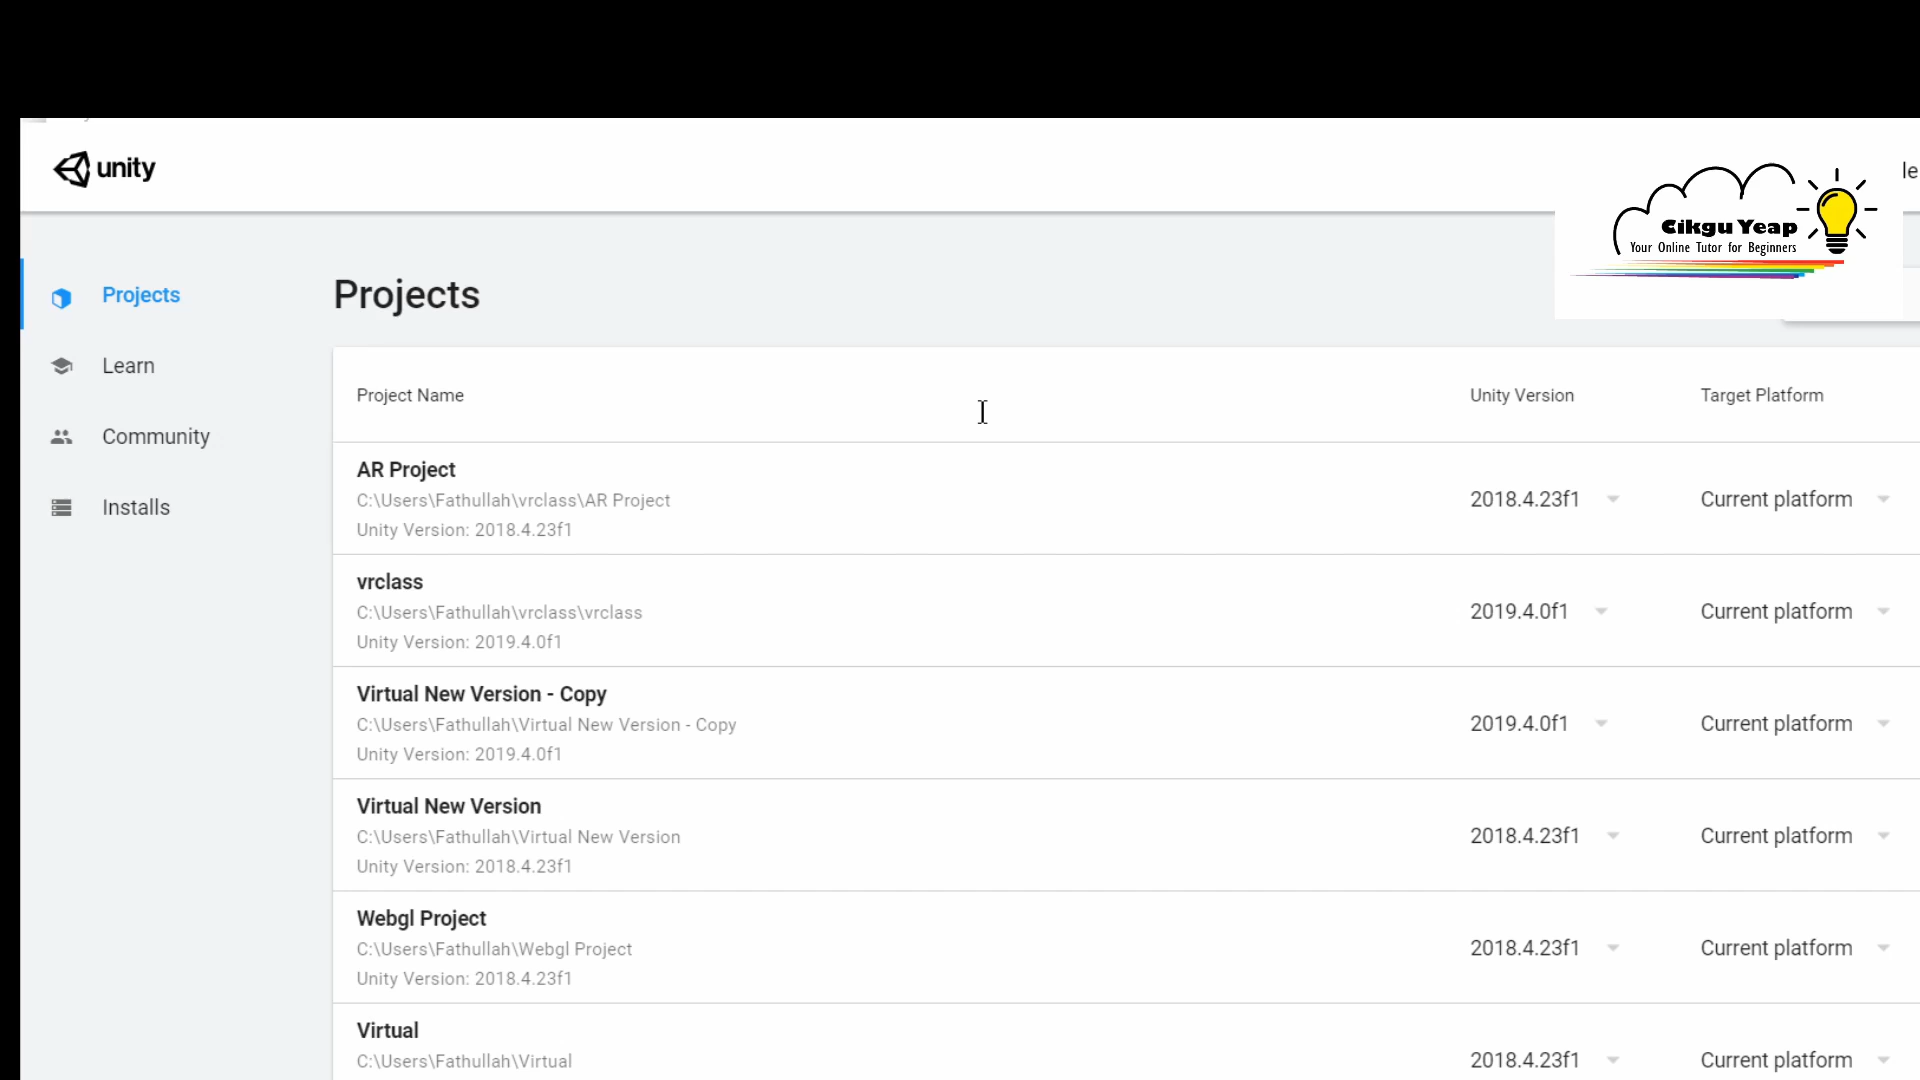 unity
le
Cikgu Yeap
Your Online Tutor for Beginners
Projects
Learn
Community
Installs
Projects
Project Name Unity Version Target Platform
AR Project
C:\Users\Fathullah\vrclass\AR Project
Unity Version: 2018.4.23f1
2018.4.23f1 Current platform
vrclass
C:\Users\Fathullah\vrclass\vrclass
Unity Version: 2019.4.0f1
2019.4.0f1 Current platform
Virtual New Version - Copy
C:\Users\Fathullah\Virtual New Version - Copy
Unity Version: 2019.4.0f1
2019.4.0f1 Current platform
Virtual New Version
C:\Users\Fathullah\Virtual New Version
Unity Version: 2018.4.23f1
2018.4.23f1 Current platform
Webgl Project
C:\Users\Fathullah\Webgl Project
Unity Version: 2018.4.23f1
2018.4.23f1 Current platform
Virtual
C:\Users\Fathullah\Virtual
2018.4.23f1 Current platform